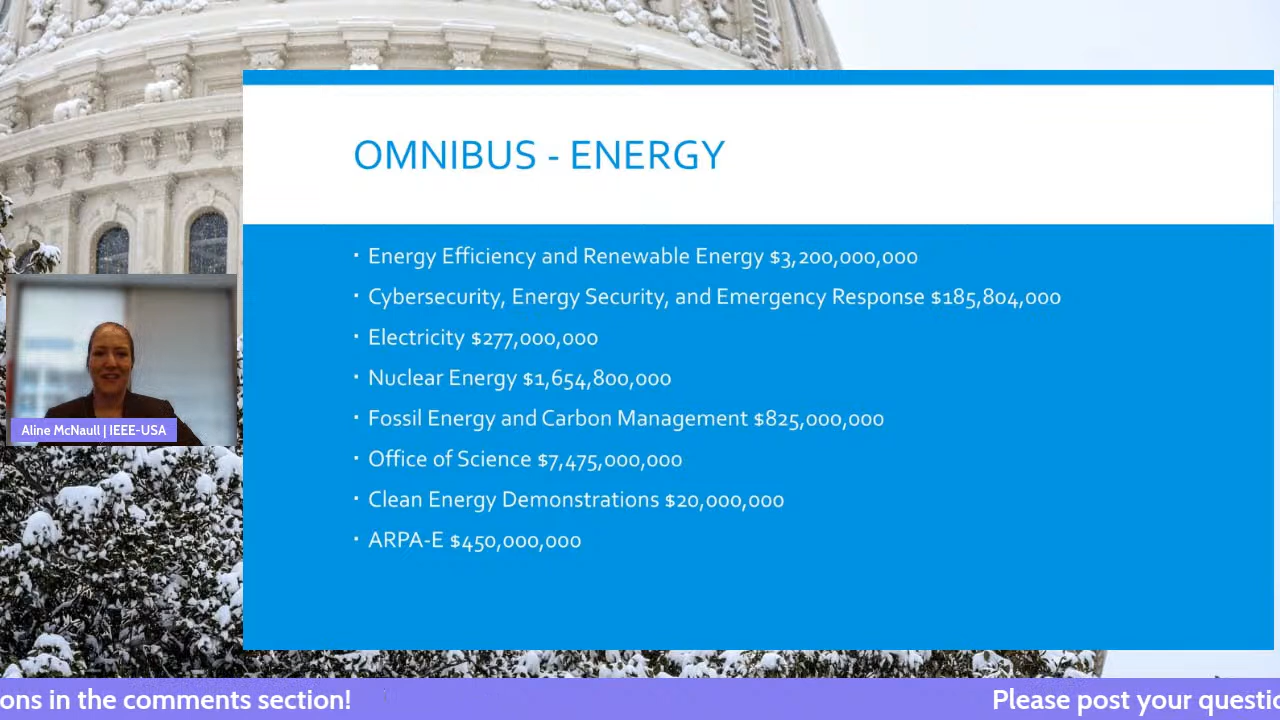 OMNIBUS - ENERGY
▪ Energy Efficiency and Renewable Energy $3,200,000,000
▪ Cybersecurity, Energy Security, and Emergency Response $185,804,000
▪ Electricity $277,000,000
▪ Nuclear Energy $1,654,800,000
▪ Fossil Energy and Carbon Management $825,000,000
▪ Office of Science $7,475,000,000
▪ Clean Energy Demonstrations $20,000,000
▪ ARPA-E $450,000,000
Aline McNaull | IEEE-USA
ons in the comments section! Please post your questio